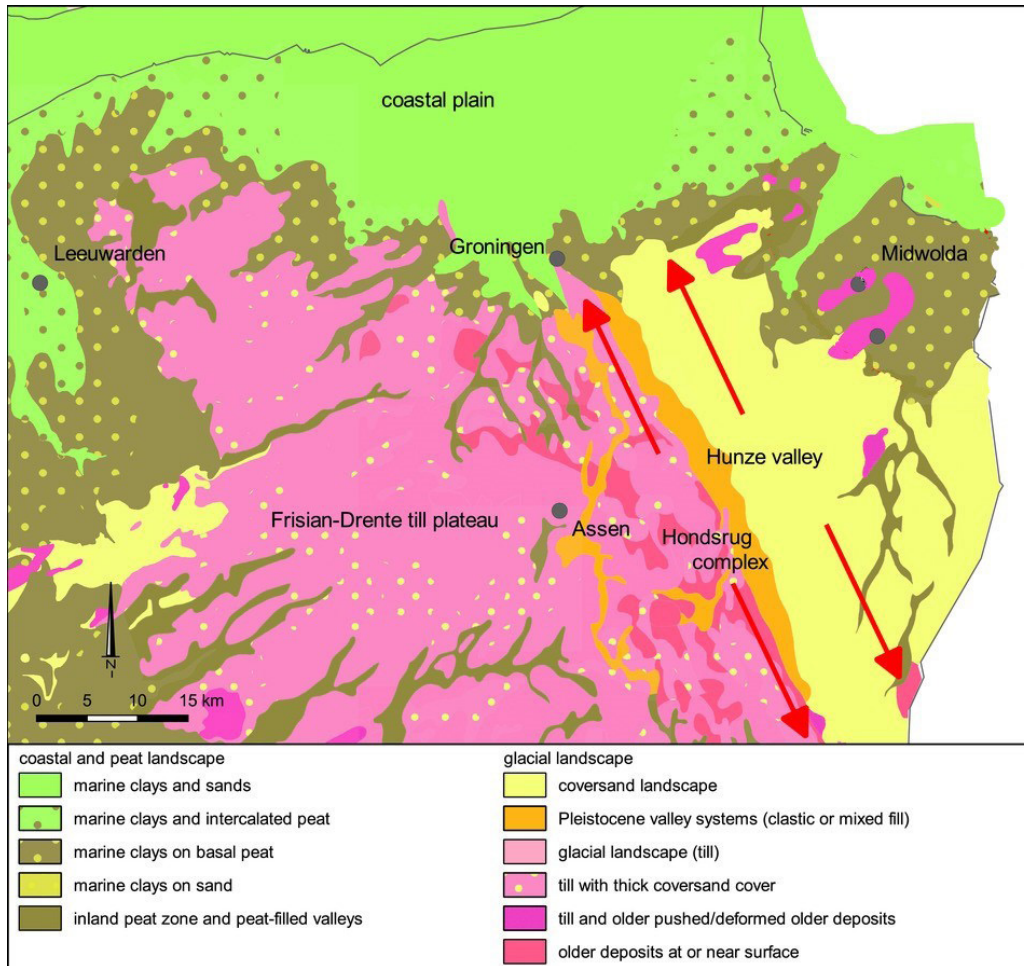 coastal plain
Leeuwarden
Groningen
Midwolda
Hunze valley
Frisian-Drente till plateau
Assen
Hondsrug
complex
N
0 5 10 15 km
coastal and peat landscape
marine clays and sands
marine clays and intercalated peat
marine clays on basal peat
marine clays on sand
inland peat zone and peat-filled valleys
glacial landscape
coversand landscape
Pleistocene valley systems (clastic or mixed fill)
glacial landscape (till)
till with thick coversand cover
till and older pushed/deformed older deposits
older deposits at or near surface